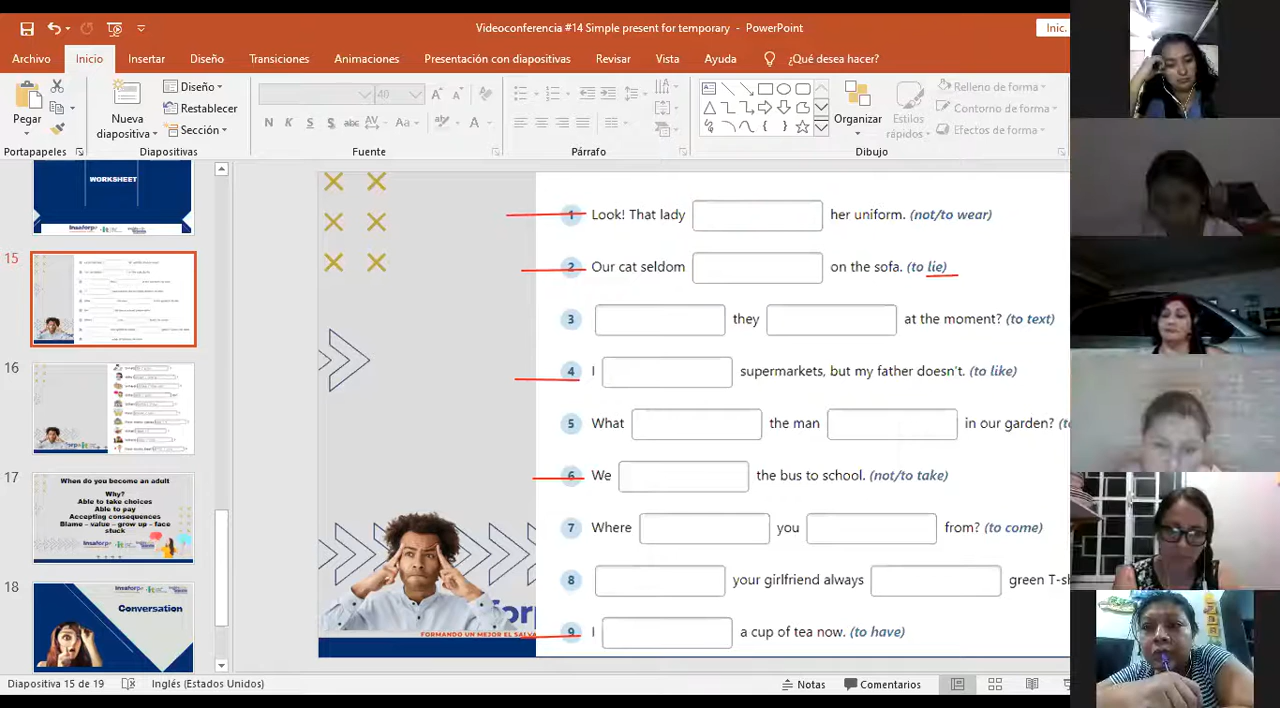 Videoconferencia #14 Simple present for temporary - PowerPoint
Inic.
Archivo Inicio Insertar Diseño Transiciones Animaciones Presentación con diapositivas Revisar Vista Ayuda ¿Qué desea hacer?
Pegar
Nueva diapositiva
Diseño
Restablecer
Sección
40
N K S S abc AV Aa A
Organizar
Estilos rápidos
Relleno de forma
Contorno de forma
Efectos de forma
Portapapeles Diapositivas Fuente Párrafo Dibujo
WORKSHEET
15
16
17
When do you become an adult
Why?
Able to take choices
Able to pay
Accepting consequences
Blame - value - grow up - face
stuck
18
Conversation
1 Look! That lady her uniform. (not/to wear)
2 Our cat seldom on the sofa. (to lie)
3 they at the moment? (to text)
4 I supermarkets, but my father doesn't. (to like)
5 What the man in our garden?
6 We the bus to school. (not/to take)
7 Where you from? (to come)
8 your girlfriend always green
9 I a cup of tea now. (to have)
FORMANDO UN MEJOR EL SALVA
Diapositiva 15 de 19 Inglés (Estados Unidos) Notas Comentarios